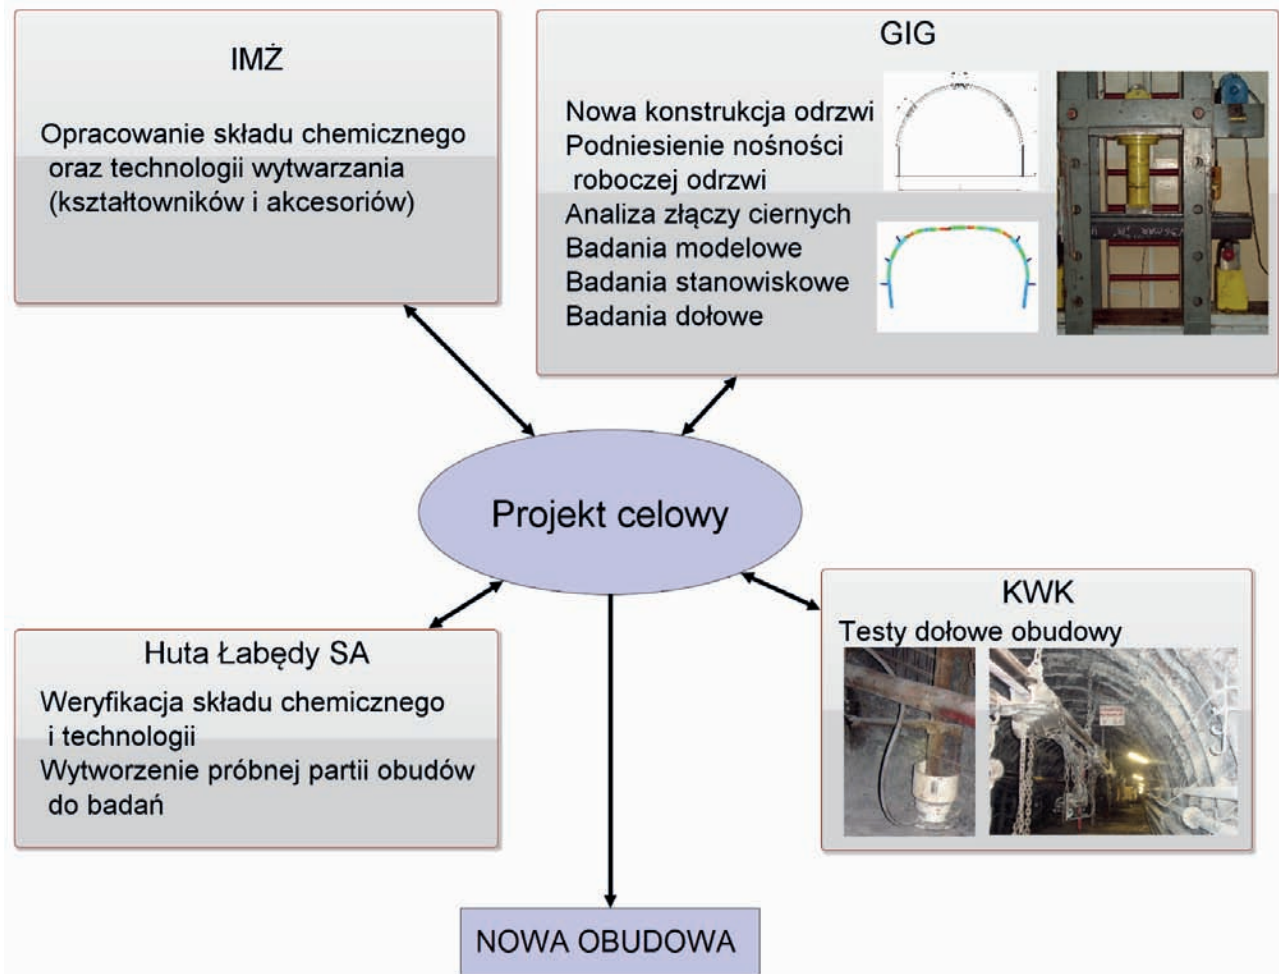 IMŻ
Opracowanie składu chemicznego
oraz technologii wytwarzania
(kształtowników i akcesoriów)
GIG
Nowa konstrukcja odrzwi
Podniesienie nośności
roboczej odrzwi
Analiza złączy ciernych
Badania modelowe
Badania stanowiskowe
Badania dołowe
Projekt celowy
Huta Łabędy SA
Weryfikacja składu chemicznego
i technologii
Wytworzenie próbnej partii obudów
do badań
KWK
Testy dołowe obudowy
NOWA OBUDOWA